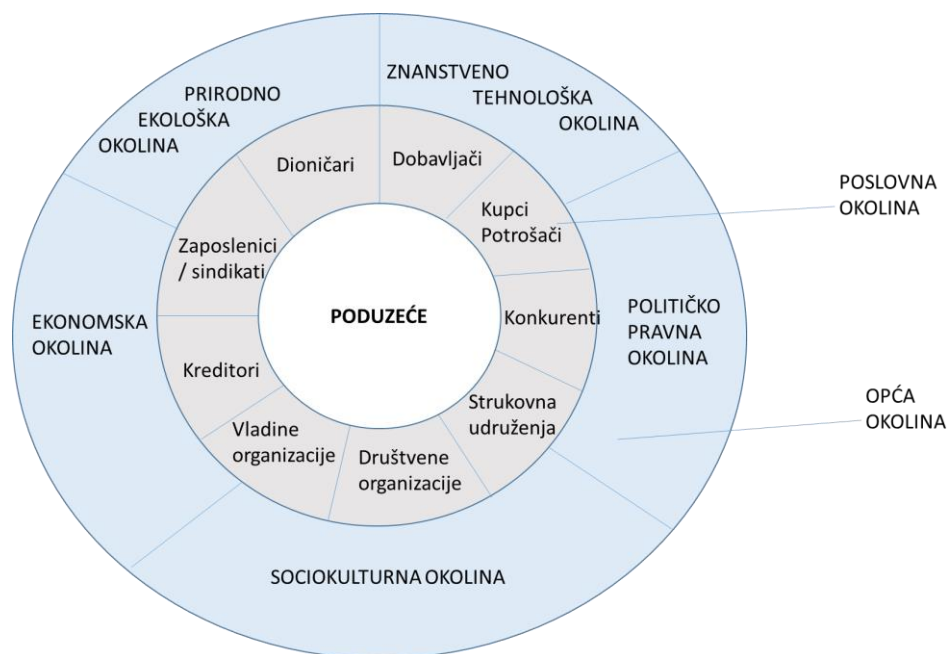 ZNANSTVENO
TEHNOLOŠKA
OKOLINA
PRIRODNO
EKOLOŠKA
OKOLINA
Dioničari
Dobavljači
Kupci
Potrošači
POSLOVNA
OKOLINA
Zaposlenici
/ sindikati
EKONOMSKA
OKOLINA
PODUZEĆE
Konkurenti
POLITIČKO
PRAVNA
OKOLINA
Kreditori
Strukovna
udruženja
OPĆA
OKOLINA
Vladine
organizacije
Društvene
organizacije
SOCIOKULTURNA OKOLINA